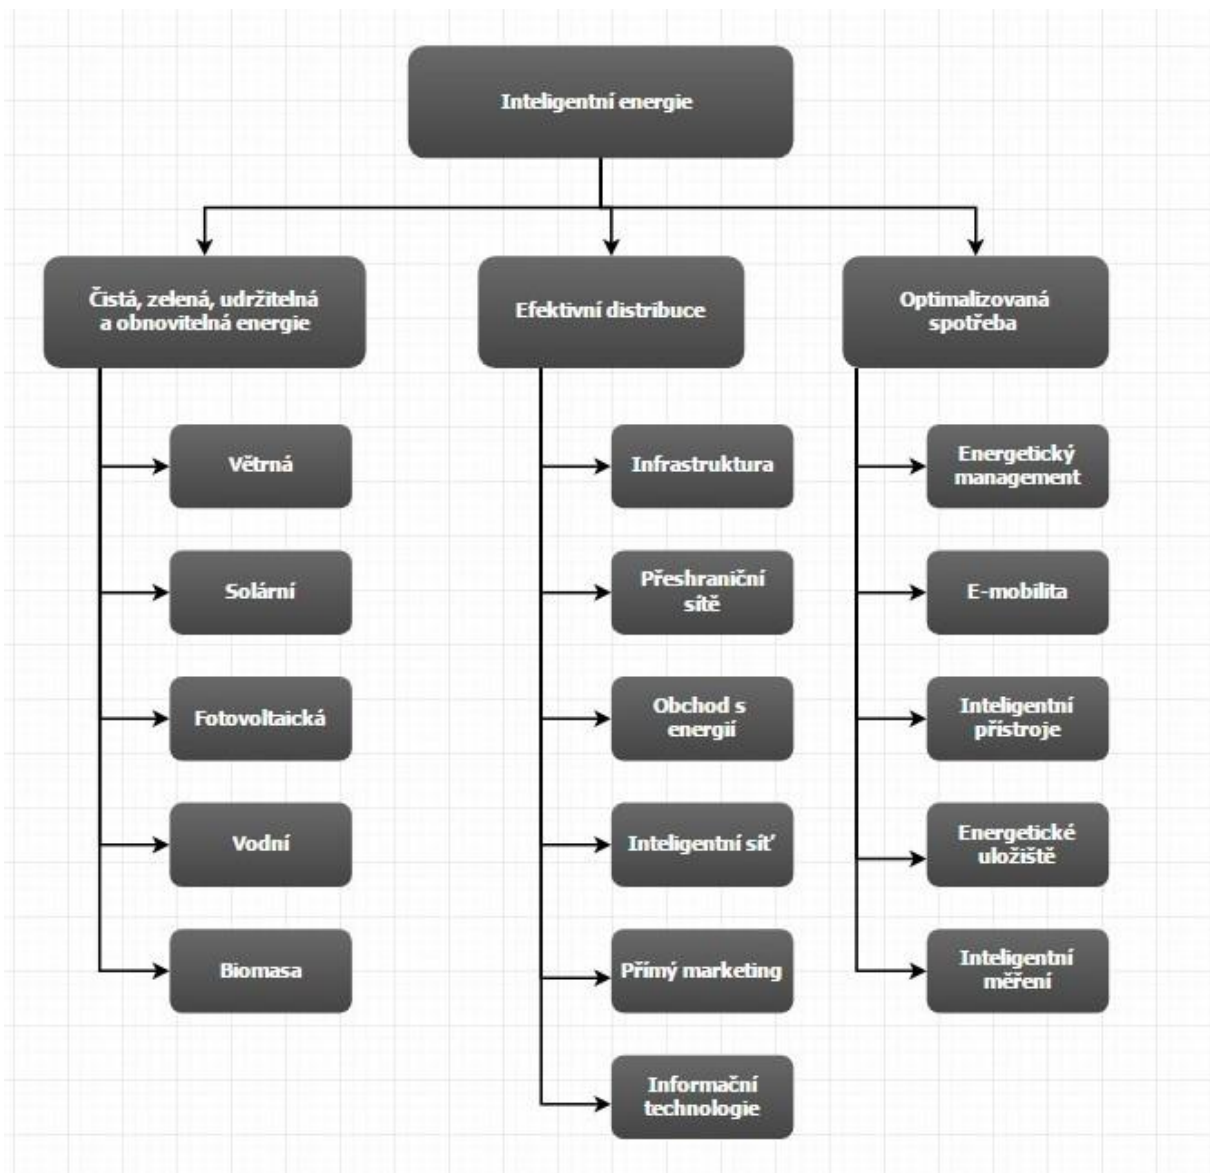 Inteligentní energie
Čistá, zelená, udržitelná
a obnovitelná energie
Větrná
Solární
Fotovoltaická
Vodní
Biomasa
Efektivní distribuce
Infrastruktura
Přeshraniční
sítě
Obchod s
energií
Inteligentní síť
Přímý marketing
Informační
technologie
Optimalizovaná
spotřeba
Energetický
management
E-mobilita
Inteligentní
přístroje
Energetické
uložiště
Inteligentní
měření